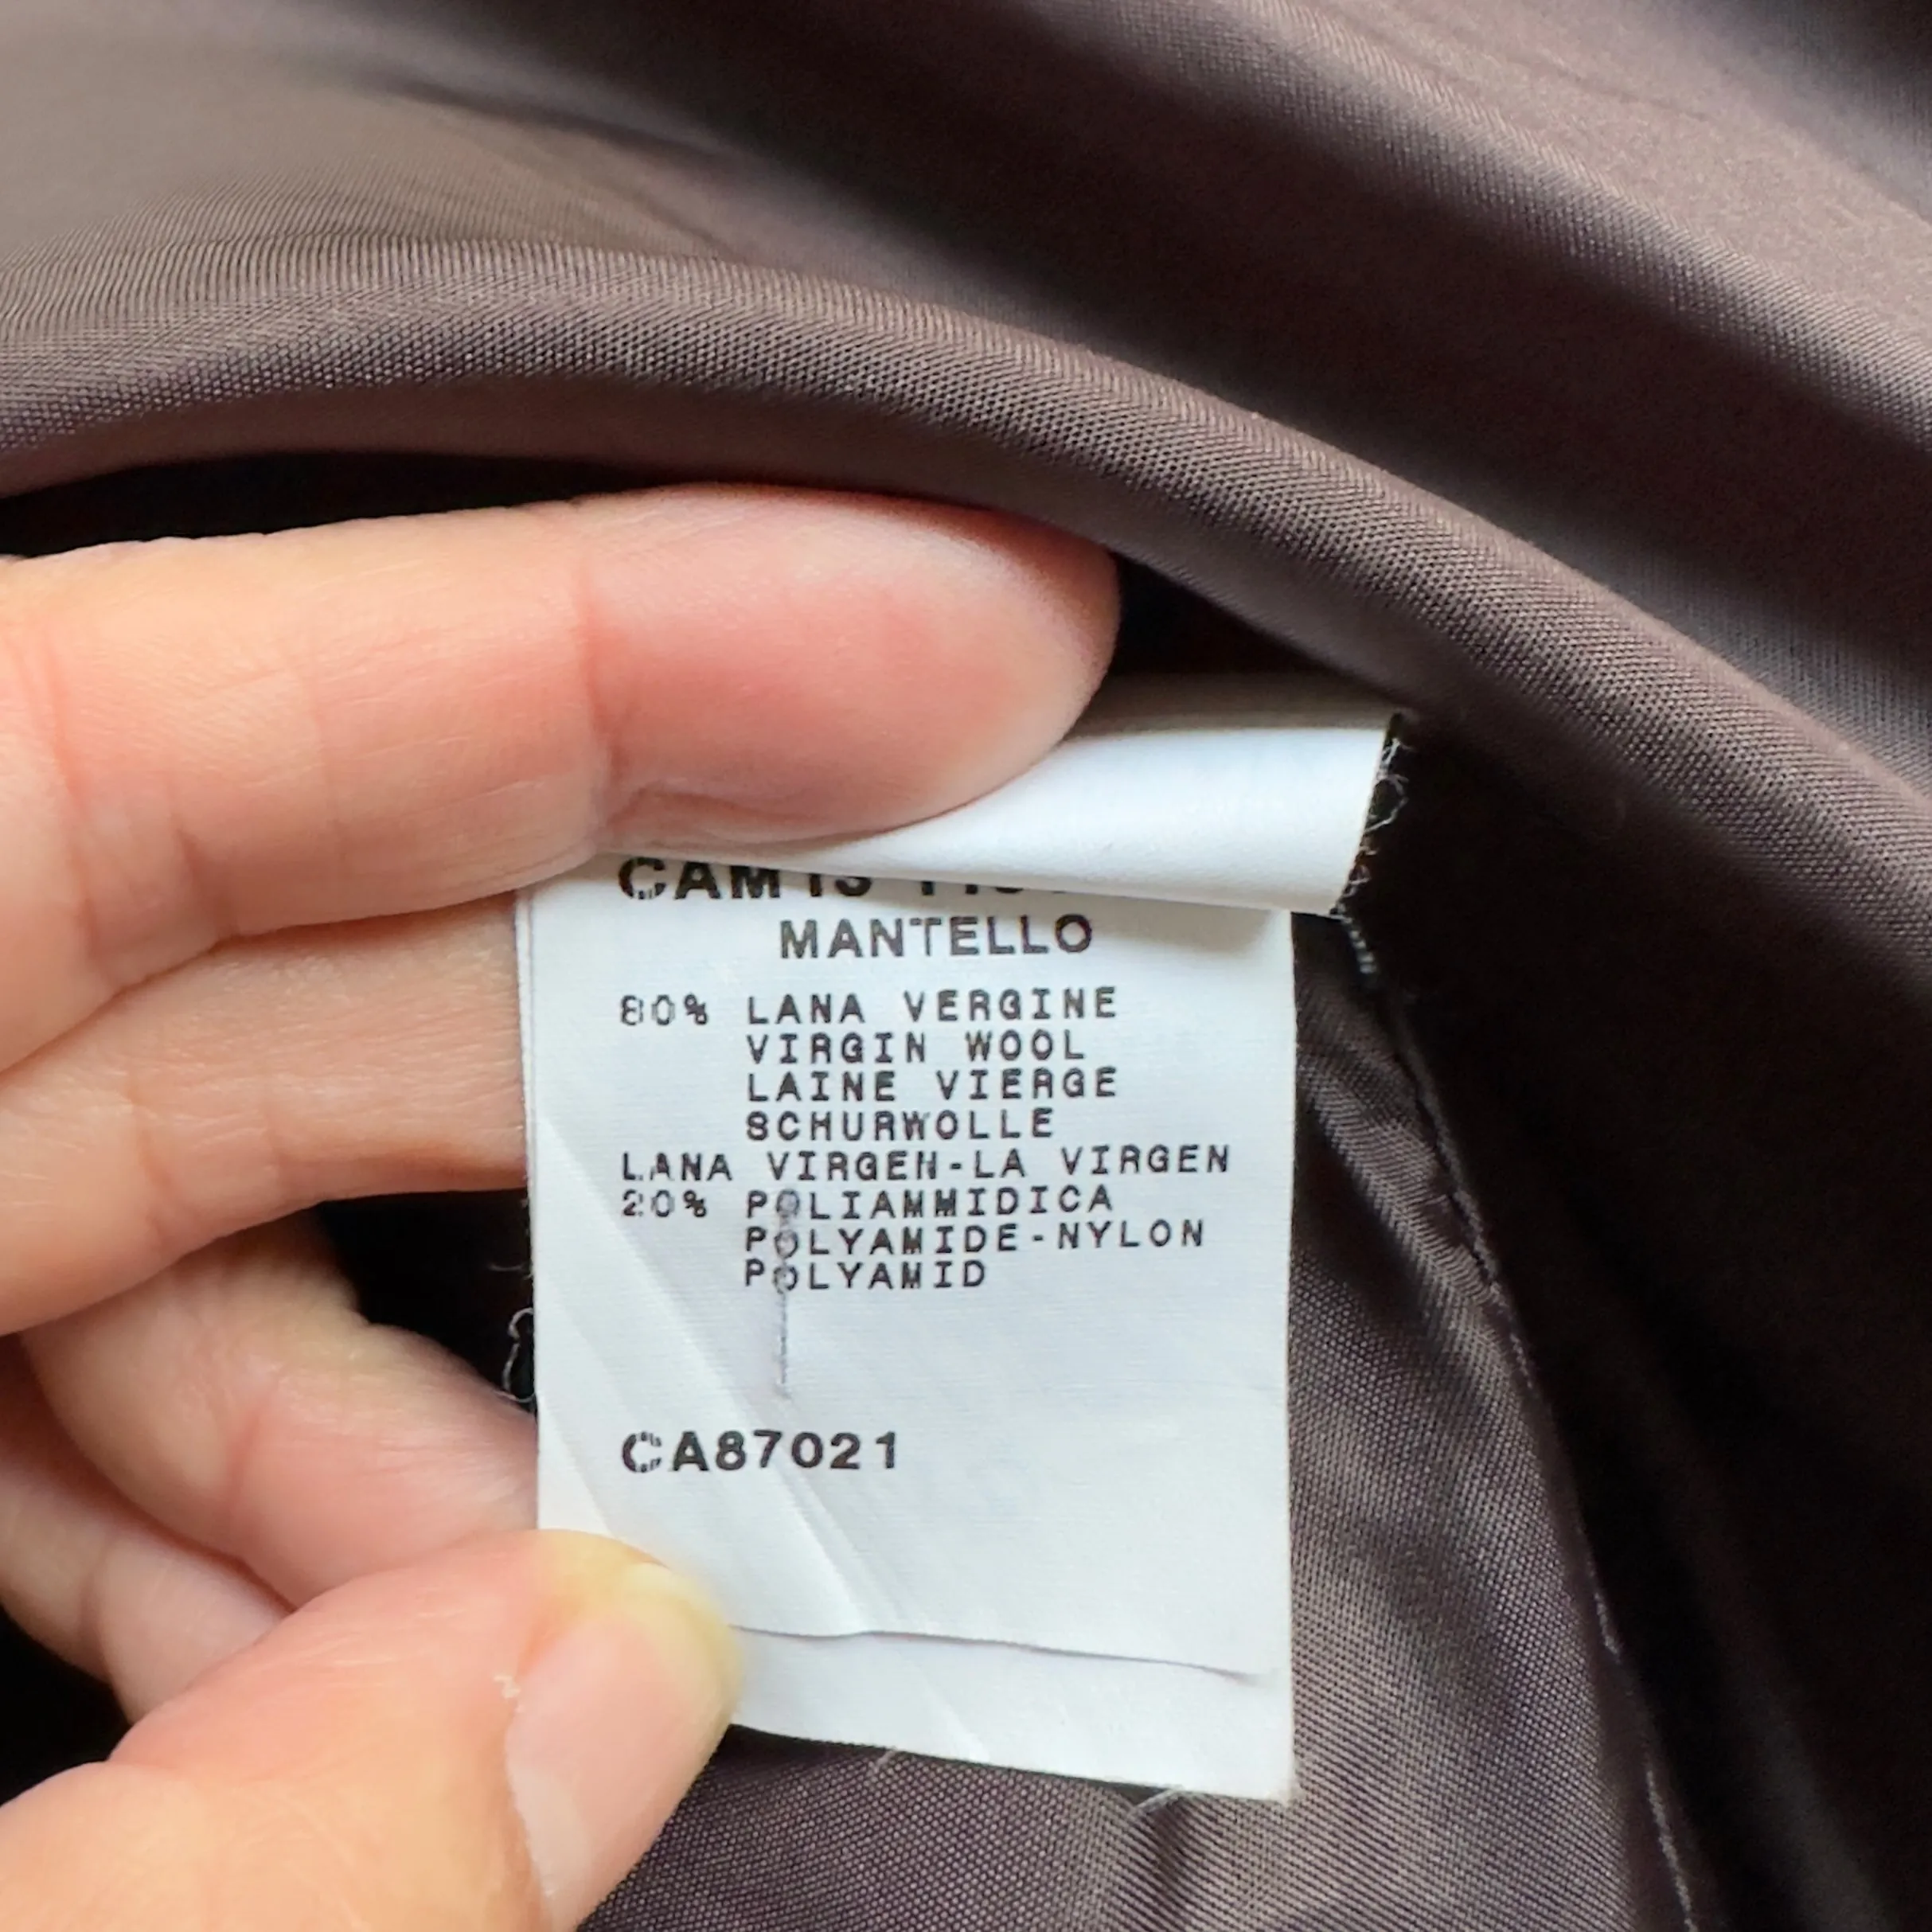 MANTELLO
80% LANA VERGINE
VIRGIN WOOL
LAINE VIERGE
SCHURWOLLE
LANA VIRGEN-LA VIRGEN
20% POLIAMMIDICA
POLYAMIDE-NYLON
POLYAMID
CA87021